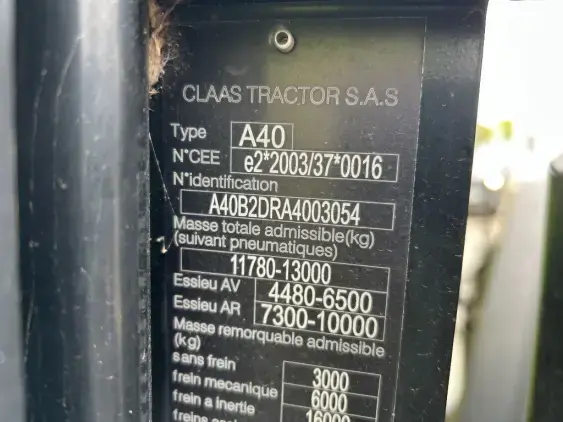 CLAAS TRACTOR S.A.S
Type A40
N°CEE e2*2003/37*0016
N°identification
A40B2DRA4003054
Masse totale admissible(kg)
(suivant pneumatiques)
11780-13000
Essieu AV 4480-6500
Essieu AR 7300-10000
Masse remorquable admissible
(kg)
sans frein 3000
frein mecanique 6000
frein a inertie 16000
freins